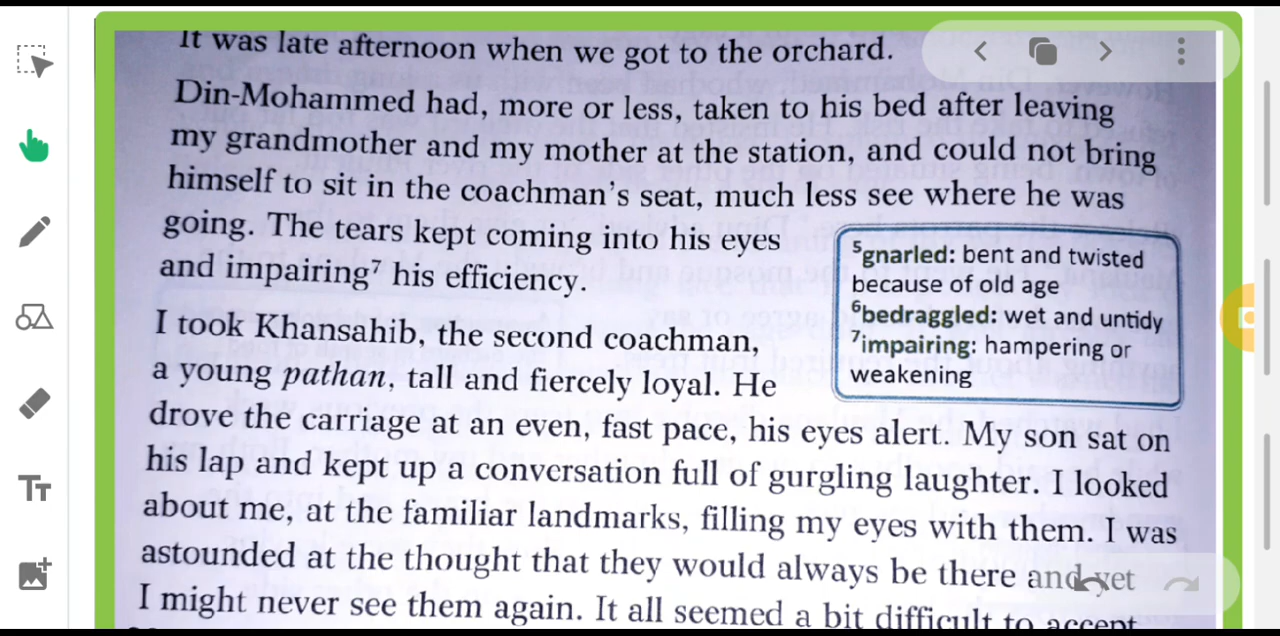 It was late afternoon when we got to the orchard.
Din-Mohammed had, more or less, taken to his bed after leaving
my grandmother and my mother at the station, and could not bring
himself to sit in the coachman's seat, much less see where he was
going. The tears kept coming into his eyes
and impairing⁷ his efficiency.
⁵gnarled: bent and twisted
because of old age
⁶bedraggled: wet and untidy
⁷impairing: hampering or
weakening
I took Khansahib, the second coachman,
a young pathan, tall and fiercely loyal. He
drove the carriage at an even, fast pace, his eyes alert. My son sat on
his lap and kept up a conversation full of gurgling laughter. I looked
about me, at the familiar landmarks, filling my eyes with them. I was
astounded at the thought that they would always be there and yet
I might never see them again. It all seemed a bit difficult to accept
TT